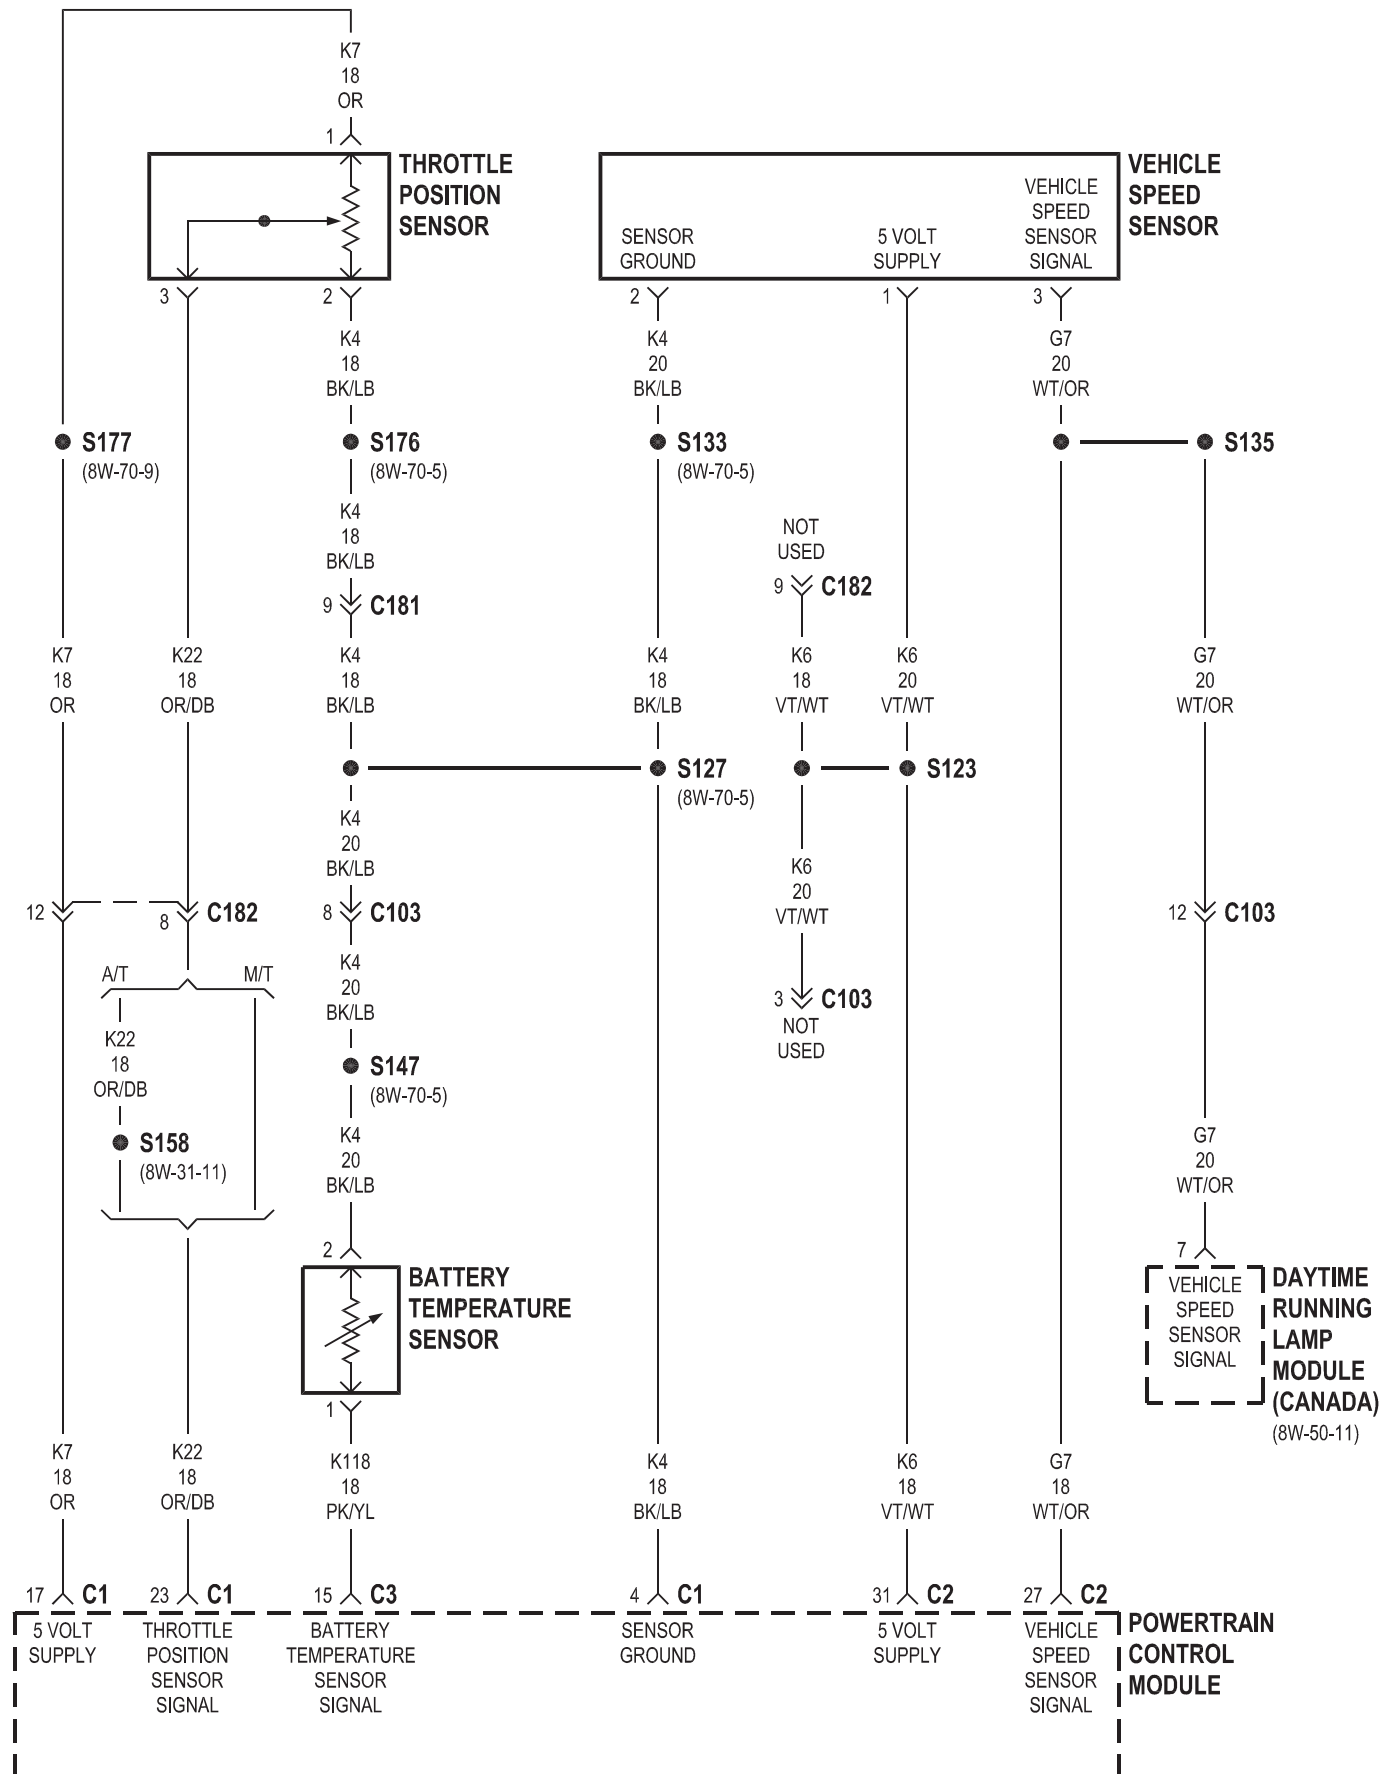 K7
18
OR
1
THROTTLE
POSITION
SENSOR
3
2
VEHICLE
SPEED
SENSOR
SENSOR
GROUND
5 VOLT
SUPPLY
VEHICLE
SPEED
SENSOR
SIGNAL
2
1
3
K4
18
BK/LB
K4
20
BK/LB
G7
20
WT/OR
S177
(8W-70-9)
S176
(8W-70-5)
S133
(8W-70-5)
S135
K4
18
BK/LB
9
C181
NOT
USED
9
C182
K7
18
OR
K22
18
OR/DB
K4
18
BK/LB
K4
18
BK/LB
K6
18
VT/WT
K6
20
VT/WT
G7
20
WT/OR
S127
(8W-70-5)
S123
K4
20
BK/LB
K6
20
VT/WT
12
8
C182
8
C103
12
C103
A/T
M/T
K4
20
BK/LB
3
C103
NOT
USED
K22
18
OR/DB
S147
(8W-70-5)
S158
(8W-31-11)
K4
20
BK/LB
G7
20
WT/OR
2
BATTERY
TEMPERATURE
SENSOR
1
7
VEHICLE
SPEED
SENSOR
SIGNAL
DAYTIME
RUNNING
LAMP
MODULE
(CANADA)
(8W-50-11)
K7
18
OR
K22
18
OR/DB
K118
18
PK/YL
K4
18
BK/LB
K6
18
VT/WT
G7
18
WT/OR
17
C1
23
C1
15
C3
4
C1
31
C2
27
C2
5 VOLT
SUPPLY
THROTTLE
POSITION
SENSOR
SIGNAL
BATTERY
TEMPERATURE
SENSOR
SIGNAL
SENSOR
GROUND
5 VOLT
SUPPLY
VEHICLE
SPEED
SENSOR
SIGNAL
POWERTRAIN
CONTROL
MODULE